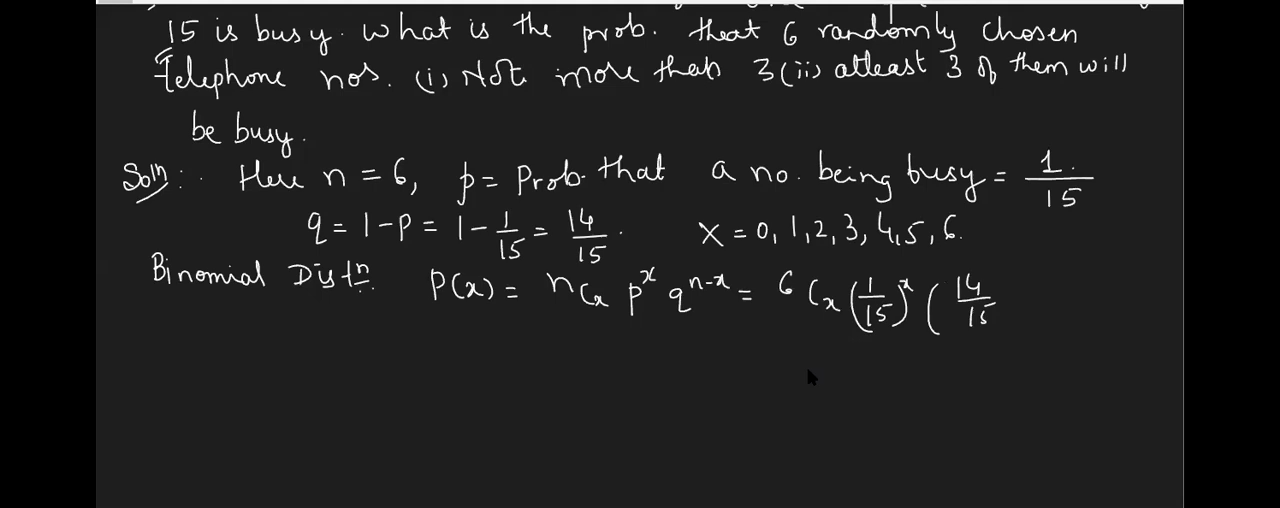 15 is busy. What is the prob. that 6 randomly chosen
telephone nos. (i) Not more than 3 (ii) atleast 3 of them will
be busy.
Soln:. Here n = 6, p = Prob. that a no. being busy = 1/15
q = 1 - p = 1 - 1/15 = 14/15. X = 0, 1, 2, 3, 4, 5, 6.
Binomial Distn. P(x) = nCx p^x q^(n-x) = 6Cx (1/15)^x (14/15